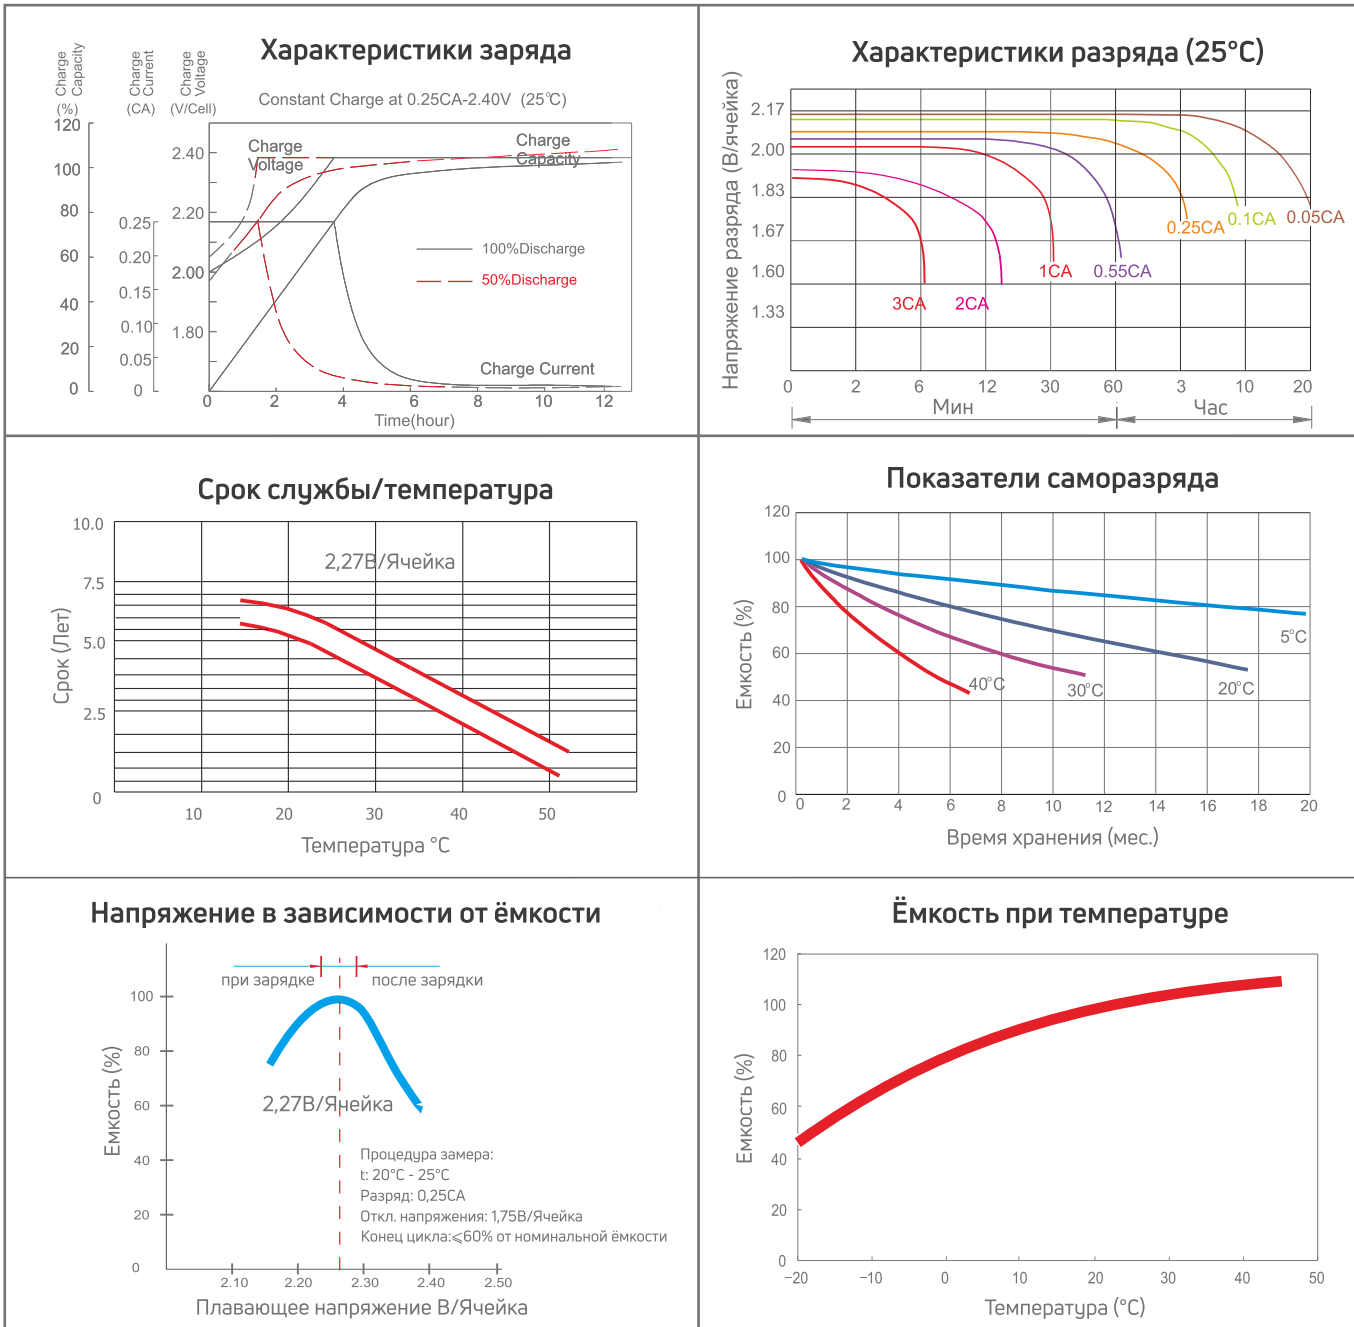 Характеристики заряда
Charge
Capacity
(%)
Charge
Current
(CA)
Charge
Voltage
(V/Cell)
Constant Charge at 0.25CA-2.40V (25℃)
120
100
80
60
40
20
0
0.25
0.20
0.15
0.10
0.05
0
2.40
2.20
2.00
1.80
Charge
Voltage
Charge
Capacity
100%Discharge
50%Discharge
Charge Current
0 2 4 6 8 10 12
Time(hour)
Характеристики разряда (25°C)
Напряжение разряда (В/ячейка)
2.17
2.00
1.83
1.67
1.60
1.33
3CA
2CA
1CA
0.55CA
0.25CA
0.1CA
0.05CA
0 2 6 12 30 60 3 10 20
Мин Час
Срок службы/температура
Срок (Лет)
10.0
7.5
5.0
2.5
0
2,27В/Ячейка
10 20 30 40 50
Температура °C
Показатели саморазряда
Емкость (%)
120
100
80
60
40
20
0
5°C
20°C
30°C
40°C
0 2 4 6 8 10 12 14 16 18 20
Время хранения (мес.)
Напряжение в зависимости от ёмкости
при зарядке после зарядки
Емкость (%)
100
80
60
40
20
0
2,27В/Ячейка
Процедура замера:
t: 20°C - 25°C
Разряд: 0,25CA
Откл. напряжения: 1,75В/Ячейка
Конец цикла:⩽60% от номинальной ёмкости
2.10 2.20 2.30 2.40 2.50
Плавающее напряжение В/Ячейка
Ёмкость при температуре
Емкость (%)
120
100
80
60
40
20
0
−20 −10 0 10 20 30 40 50
Температура (°C)